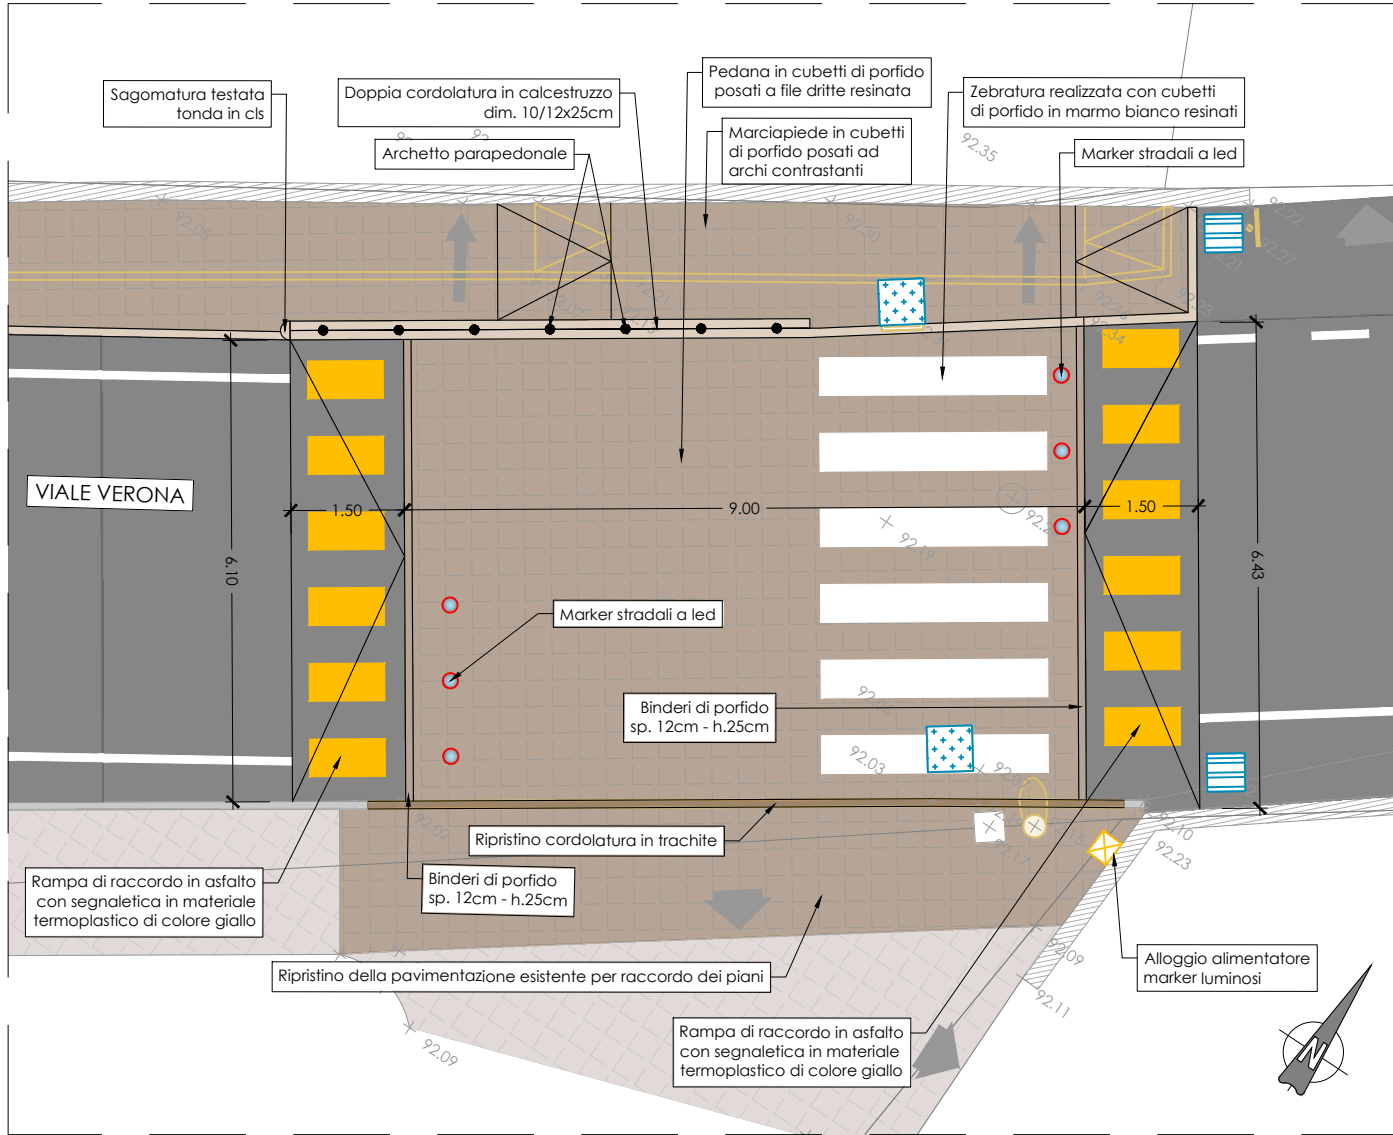 Sagomatura testata
tonda in cls
Doppia cordolatura in calcestruzzo
dim. 10/12x25cm
Archetto parapedonale
Pedana in cubetti di porfido
posati a file dritte resinata
Marciapiede in cubetti
di porfido posati ad
archi contrastanti
Zebratura realizzata con cubetti
di porfido in marmo bianco resinati
Marker stradali a led
92.35
92.05
92.30
92.22
92.27
92.07
VIALE VERONA
1.50
9.00
1.50
6.10
6.43
92.19
Marker stradali a led
Binderi di porfido
sp. 12cm - h.25cm
92.03
92.02
92.17
92.10
92.23
Ripristino cordolatura in trachite
Binderi di porfido
sp. 12cm - h.25cm
Rampa di raccordo in asfalto
con segnaletica in materiale
termoplastico di colore giallo
Ripristino della pavimentazione esistente per raccordo dei piani
92.09
92.11
92.09
Alloggio alimentatore
marker luminosi
Rampa di raccordo in asfalto
con segnaletica in materiale
termoplastico di colore giallo
N